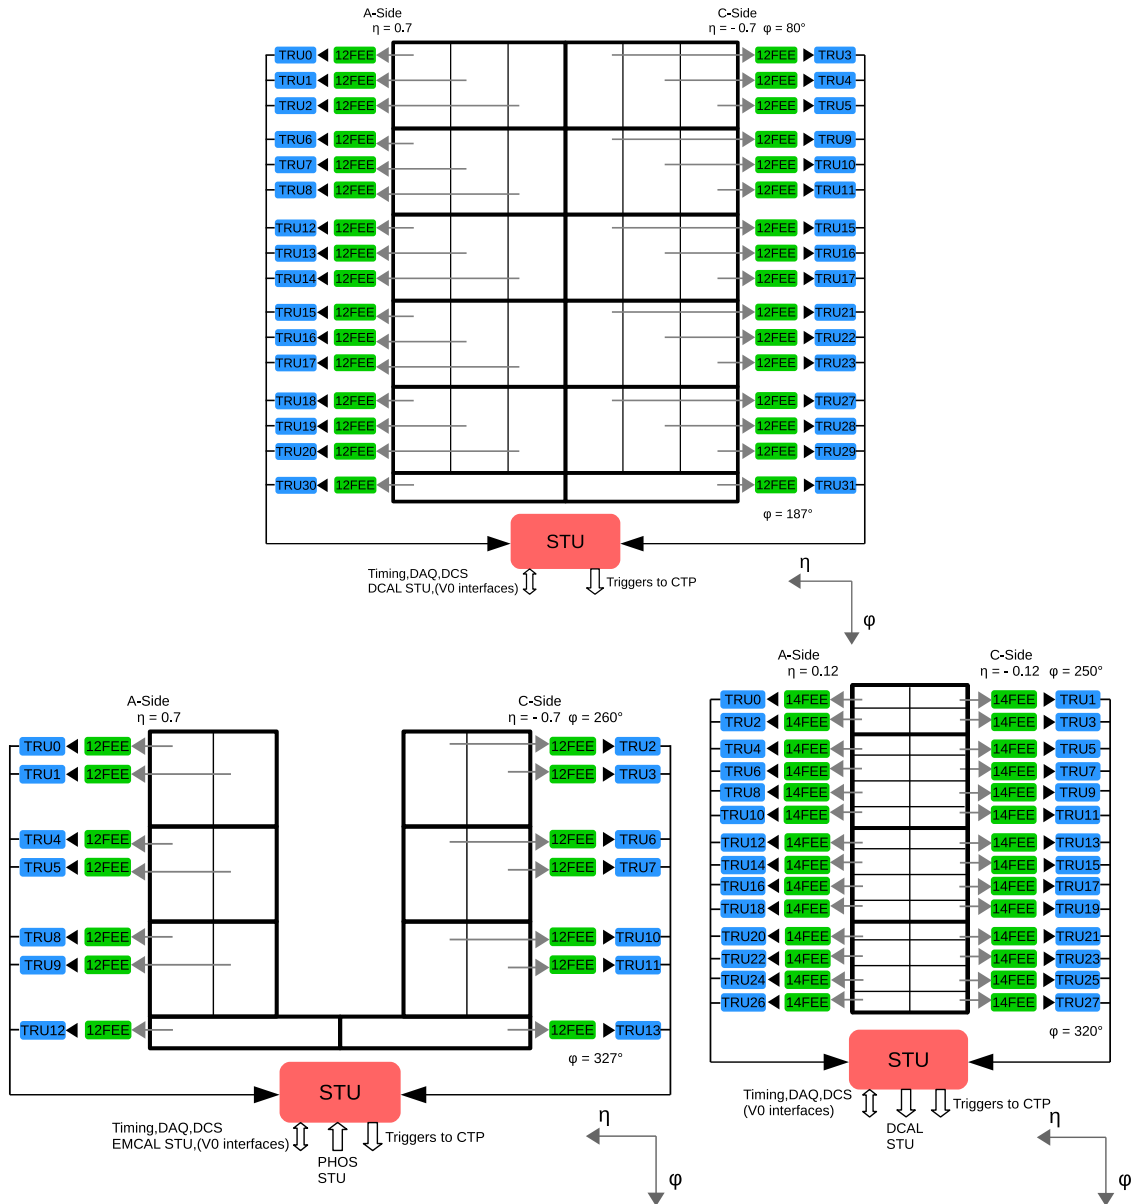 A-Side
η = 0.7
C-Side
η = - 0.7 φ = 80°
TRU0 12FEE 12FEE TRU3
TRU1 12FEE 12FEE TRU4
TRU2 12FEE 12FEE TRU5
TRU6 12FEE 12FEE TRU9
TRU7 12FEE 12FEE TRU10
TRU8 12FEE 12FEE TRU11
TRU12 12FEE 12FEE TRU15
TRU13 12FEE 12FEE TRU16
TRU14 12FEE 12FEE TRU17
TRU15 12FEE 12FEE TRU21
TRU16 12FEE 12FEE TRU22
TRU17 12FEE 12FEE TRU23
TRU18 12FEE 12FEE TRU27
TRU19 12FEE 12FEE TRU28
TRU20 12FEE 12FEE TRU29
TRU30 12FEE 12FEE TRU31
φ = 187°
STU
Timing,DAQ,DCS
DCAL STU,(V0 interfaces)
Triggers to CTP
η
φ
A-Side
η = 0.7
C-Side
η = - 0.7 φ = 260°
TRU0 12FEE 12FEE TRU2
TRU1 12FEE 12FEE TRU3
TRU4 12FEE 12FEE TRU6
TRU5 12FEE 12FEE TRU7
TRU8 12FEE 12FEE TRU10
TRU9 12FEE 12FEE TRU11
TRU12 12FEE 12FEE TRU13
φ = 327°
STU
Timing,DAQ,DCS
EMCAL STU,(V0 interfaces)
PHOS
STU
Triggers to CTP
η
φ
A-Side
η = 0.12
C-Side
η = - 0.12 φ = 250°
TRU0 14FEE 14FEE TRU1
TRU2 14FEE 14FEE TRU3
TRU4 14FEE 14FEE TRU5
TRU6 14FEE 14FEE TRU7
TRU8 14FEE 14FEE TRU9
TRU10 14FEE 14FEE TRU11
TRU12 14FEE 14FEE TRU13
TRU14 14FEE 14FEE TRU15
TRU16 14FEE 14FEE TRU17
TRU18 14FEE 14FEE TRU19
TRU20 14FEE 14FEE TRU21
TRU22 14FEE 14FEE TRU23
TRU24 14FEE 14FEE TRU25
TRU26 14FEE 14FEE TRU27
φ = 320°
STU
Timing,DAQ,DCS
(V0 interfaces)
DCAL
STU
Triggers to CTP
η
φ